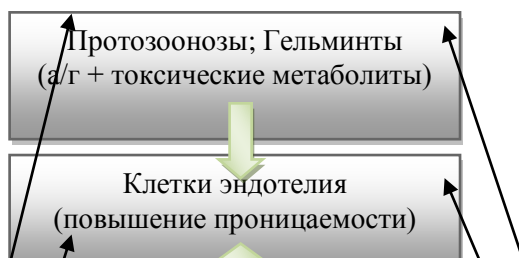 Протозоонозы; Гельминты
(а/г + токсические метаболиты)
Клетки эндотелия
(повышение проницаемости)